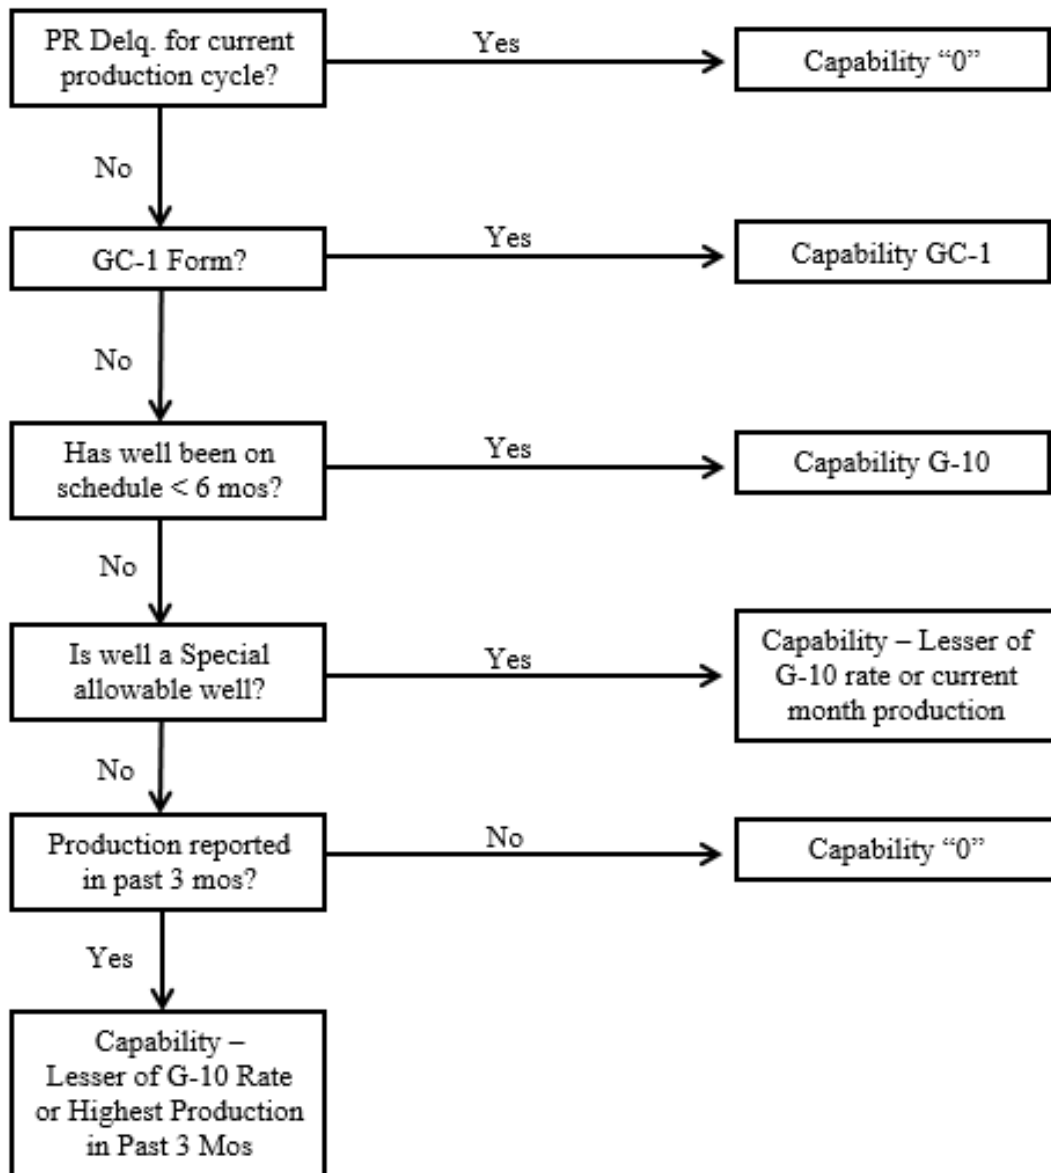 PR Delq. for current
production cycle?
Yes
Capability “0”
No
GC-1 Form?
Yes
Capability GC-1
No
Has well been on
schedule < 6 mos?
Yes
Capability G-10
No
Is well a Special
allowable well?
Yes
Capability – Lesser of
G-10 rate or current
month production
No
Production reported
in past 3 mos?
No
Capability “0”
Yes
Capability –
Lesser of G-10 Rate
or Highest Production
in Past 3 Mos